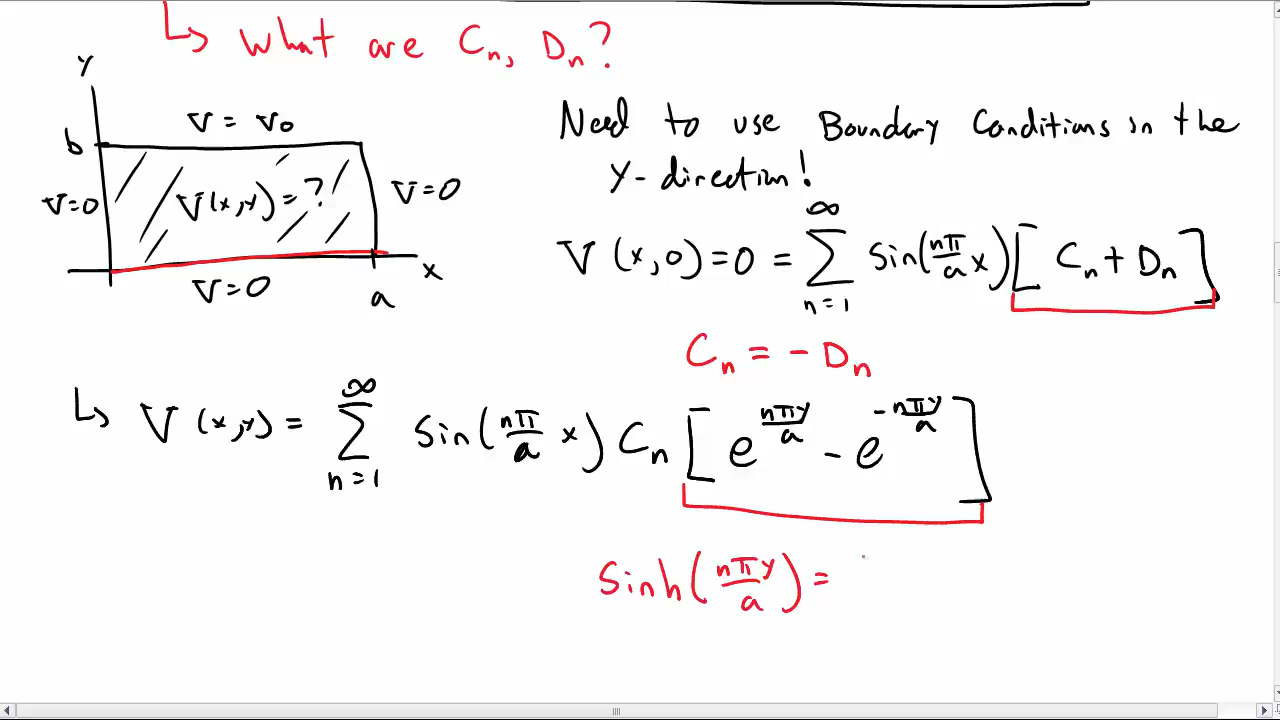 ↳ What are Cₙ, Dₙ?
y
V = V₀
b
V=0
V(x,y)=?
V=0
x
V=0
a
Need to use Boundary Conditions in the
y-direction!
V(x,0)=0 = ∑_{n=1}^{∞} Sin(nπ/a x)[Cₙ+Dₙ]
Cₙ = -Dₙ
↳ V(x,y) = ∑_{n=1}^{∞} Sin(nπ/a x) Cₙ [e^{nπy/a} - e^{-nπy/a}]
Sinh(nπy/a) =